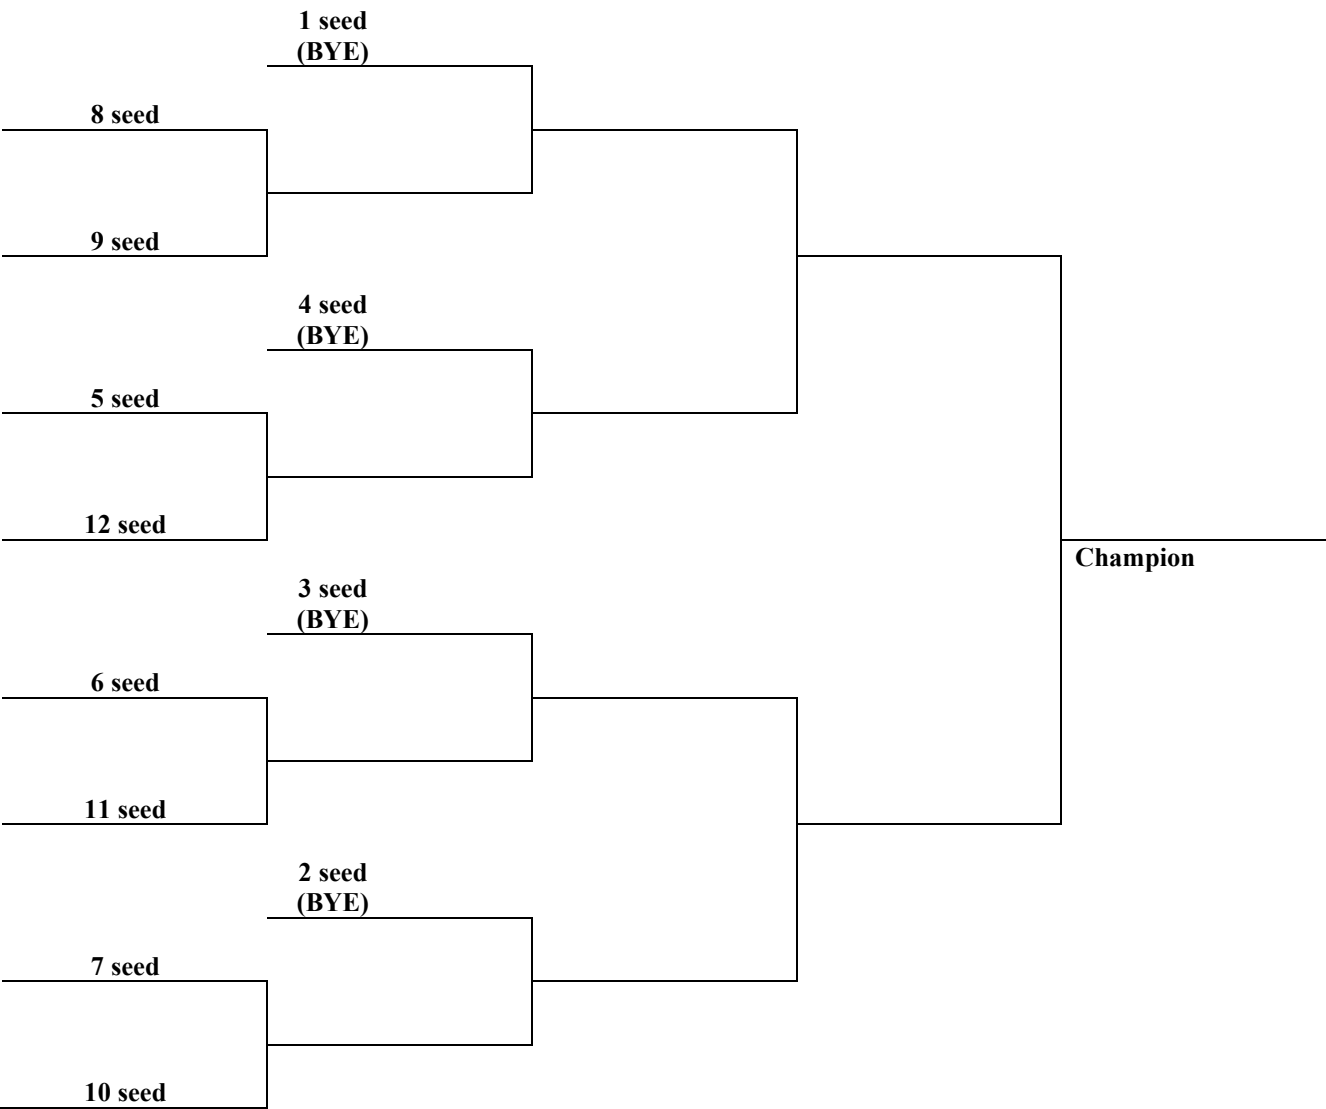 1 seed
(BYE)
8 seed
9 seed
4 seed
(BYE)
5 seed
12 seed
Champion
3 seed
(BYE)
6 seed
11 seed
2 seed
(BYE)
7 seed
10 seed